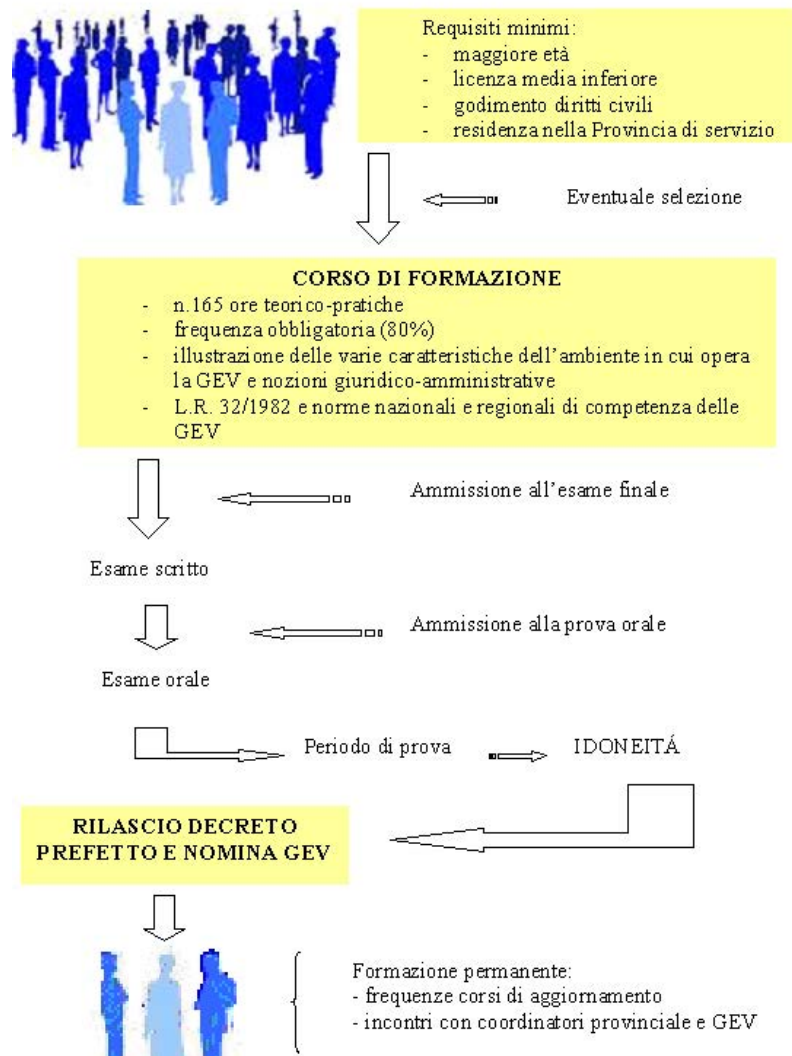 Requisiti minimi:
- maggiore età
- licenza media inferiore
- godimento diritti civili
- residenza nella Provincia di servizio
Eventuale selezione
CORSO DI FORMAZIONE
- n.165 ore teorico-pratiche
- frequenza obbligatoria (80%)
- illustrazione delle varie caratteristiche dell'ambiente in cui opera
la GEV e nozioni giuridico-amministrative
- L.R. 32/1982 e norme nazionali e regionali di competenza delle
GEV
Ammissione all'esame finale
Esame scritto
Ammissione alla prova orale
Esame orale
Periodo di prova
IDONEITÁ
RILASCIO DECRETO
PREFETTO E NOMINA GEV
Formazione permanente:
- frequenze corsi di aggiornamento
- incontri con coordinatori provinciale e GEV